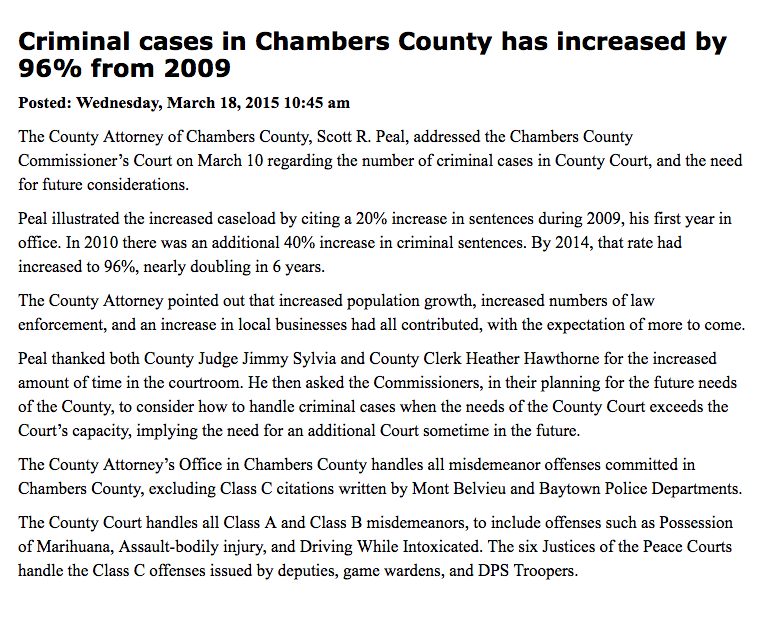 Criminal cases in Chambers County has increased by
96% from 2009
Posted: Wednesday, March 18, 2015 10:45 am
The County Attorney of Chambers County, Scott R. Peal, addressed the Chambers County
Commissioner’s Court on March 10 regarding the number of criminal cases in County Court, and the need
for future considerations.
Peal illustrated the increased caseload by citing a 20% increase in sentences during 2009, his first year in
office. In 2010 there was an additional 40% increase in criminal sentences. By 2014, that rate had
increased to 96%, nearly doubling in 6 years.
The County Attorney pointed out that increased population growth, increased numbers of law
enforcement, and an increase in local businesses had all contributed, with the expectation of more to come.
Peal thanked both County Judge Jimmy Sylvia and County Clerk Heather Hawthorne for the increased
amount of time in the courtroom. He then asked the Commissioners, in their planning for the future needs
of the County, to consider how to handle criminal cases when the needs of the County Court exceeds the
Court’s capacity, implying the need for an additional Court sometime in the future.
The County Attorney’s Office in Chambers County handles all misdemeanor offenses committed in
Chambers County, excluding Class C citations written by Mont Belvieu and Baytown Police Departments.
The County Court handles all Class A and Class B misdemeanors, to include offenses such as Possession
of Marihuana, Assault-bodily injury, and Driving While Intoxicated. The six Justices of the Peace Courts
handle the Class C offenses issued by deputies, game wardens, and DPS Troopers.